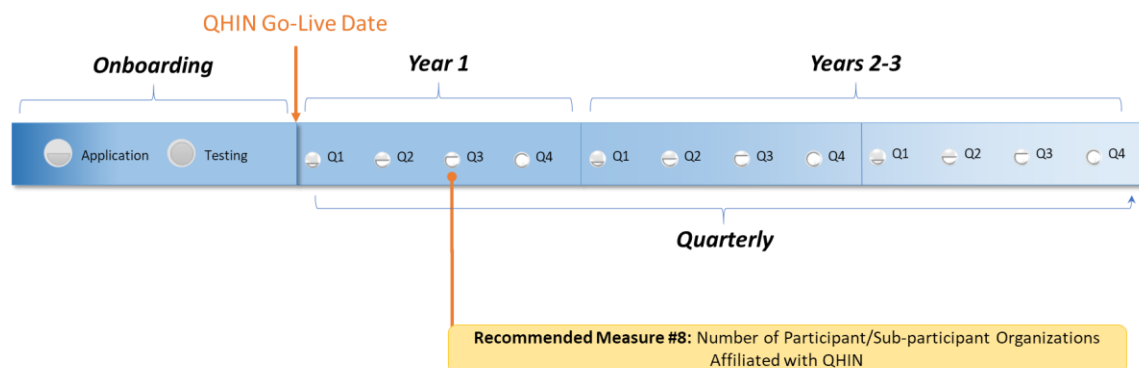 QHIN Go-Live Date
Onboarding
Year 1
Years 2-3
Application Testing Q1 Q2 Q3 Q4 Q1 Q2 Q3 Q4 Q1 Q2 Q3 Q4
Quarterly
Recommended Measure #8: Number of Participant/Sub-participant Organizations
Affiliated with QHIN